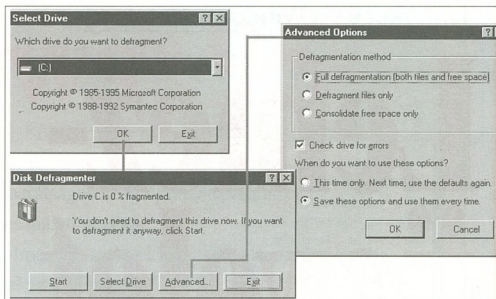 Select Drive
Which drive do you want to defragment?
(C:)
Copyright © 1985-1995 Microsoft Corporation
Copyright © 1988-1992 Symantec Corporation
OK Exit
Disk Defragmenter
Drive C is 0 % fragmented.
You don't need to defragment this drive now. If you want
to defragment it anyway, click Start.
Start Select Drive Advanced... Exit
Advanced Options
Defragmentation method
Full defragmentation (both files and free space)
Defragment files only
Consolidate free space only
Check drive for errors
When do you want to use these options?
This time only. Next time, use the defaults again.
Save these options and use them every time.
OK Cancel